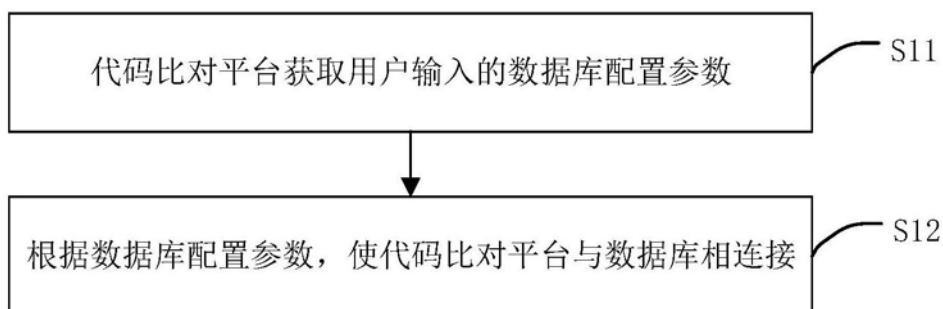 代码比对平台获取用户输入的数据库配置参数
S11
根据数据库配置参数，使代码比对平台与数据库相连接
S12